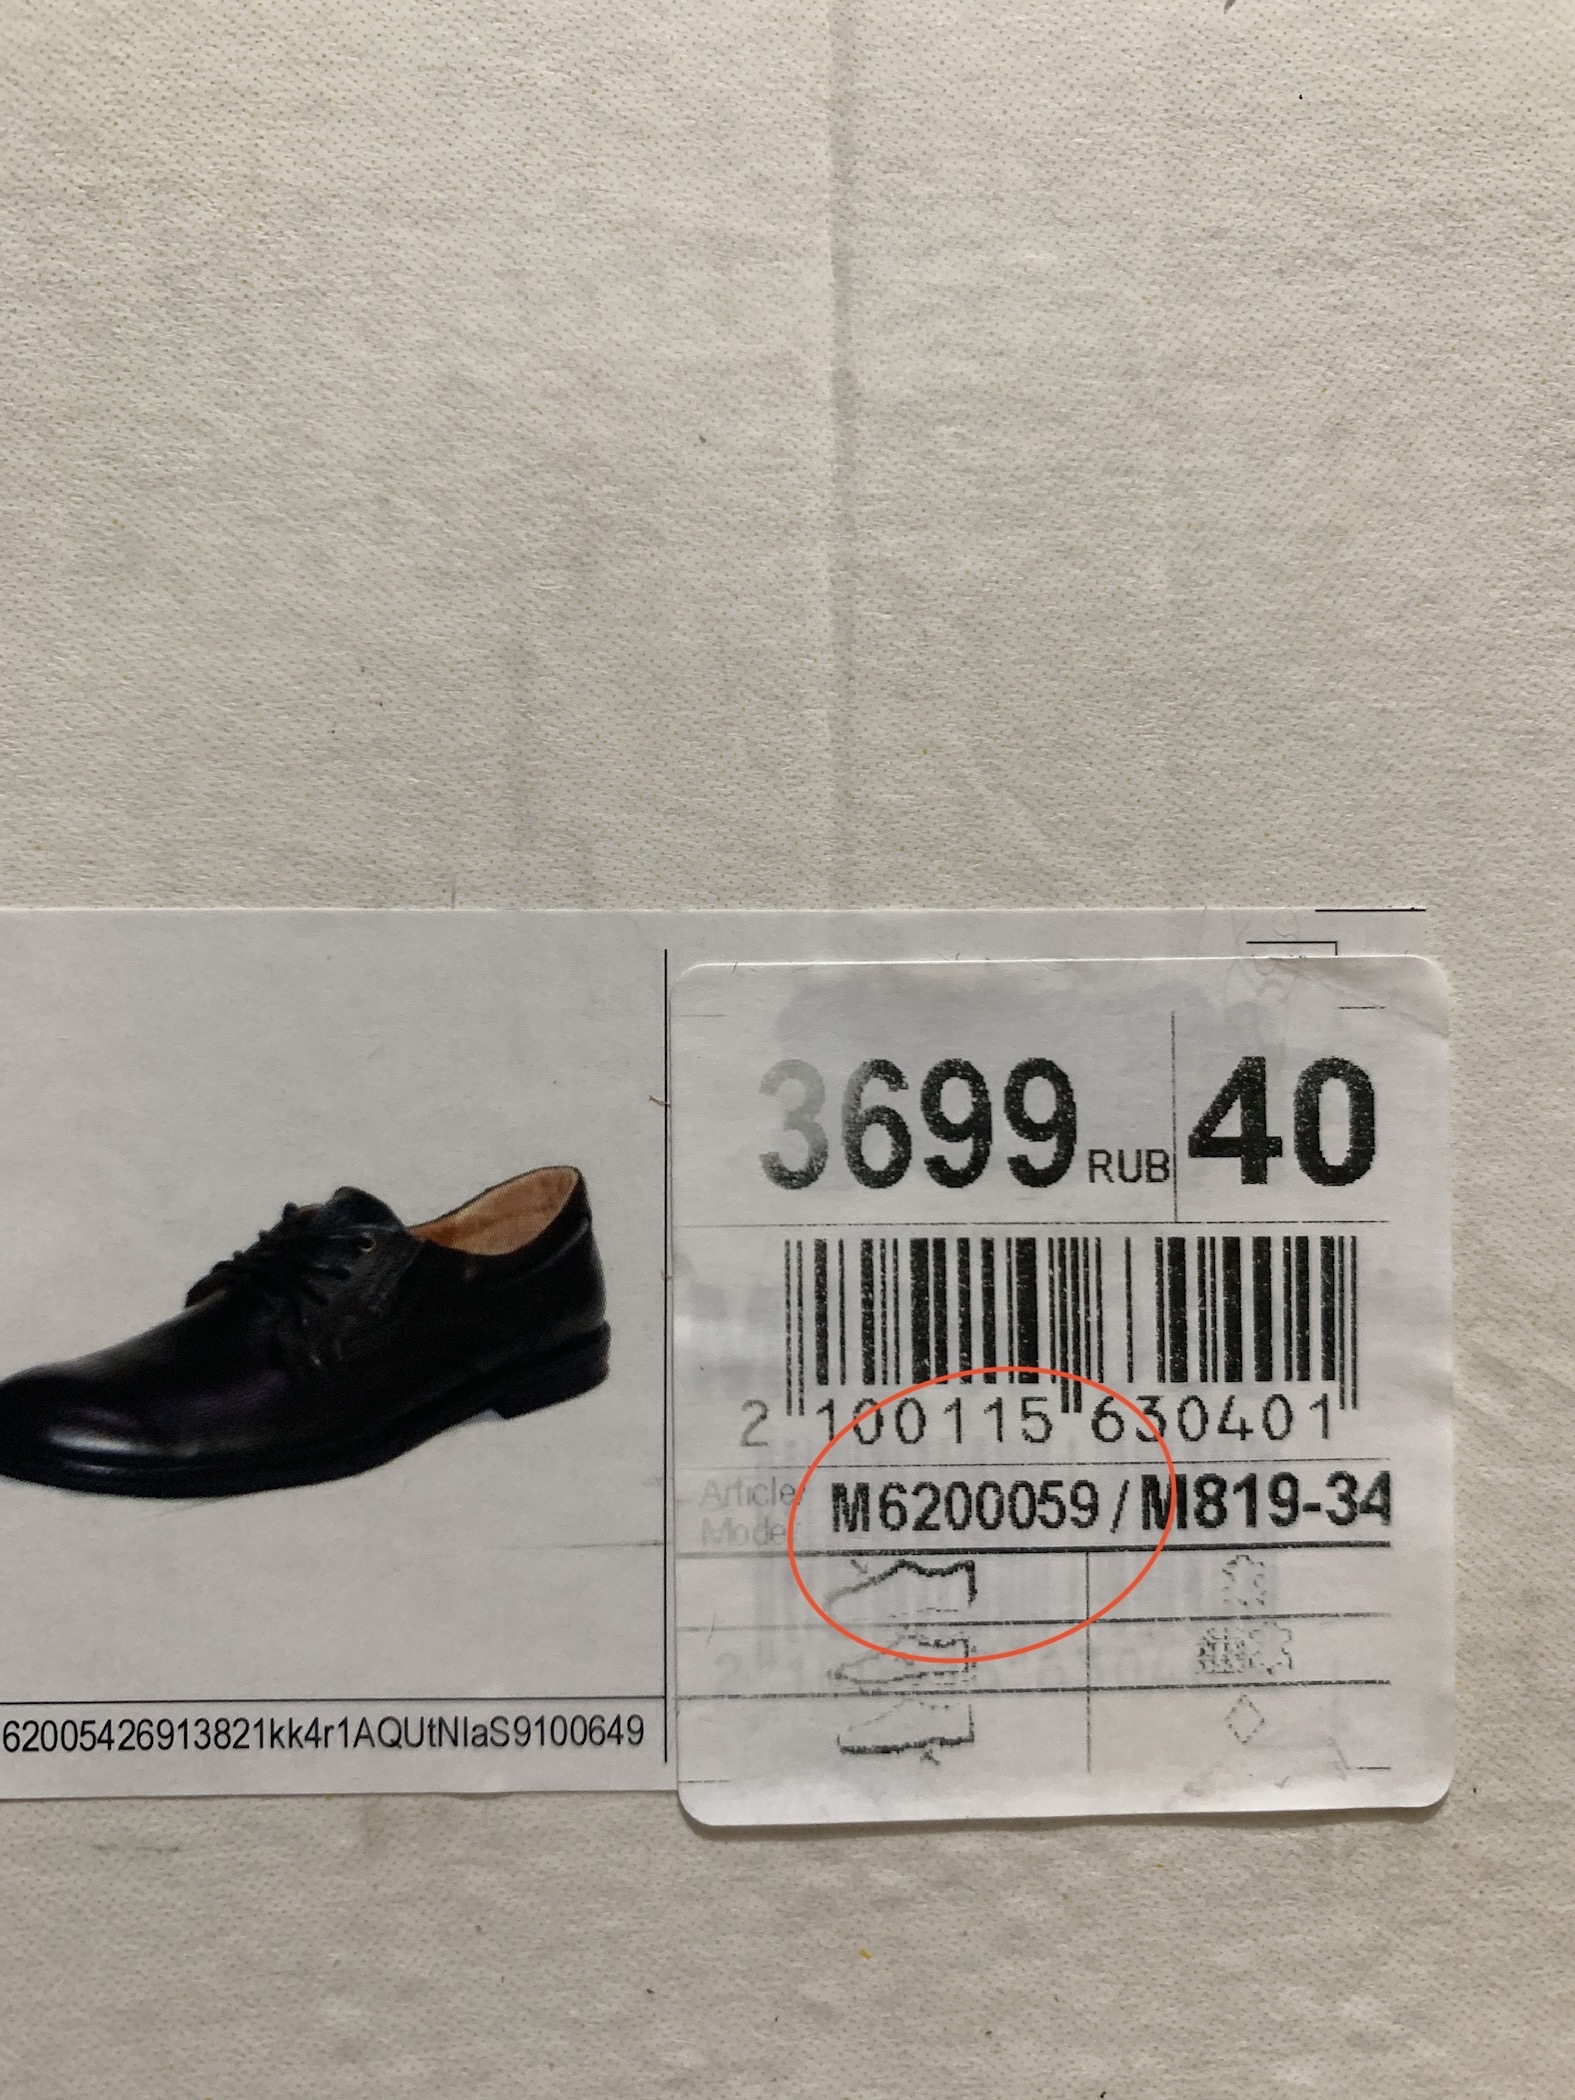 3699 RUB 40
2 100115 630401
Article M6200059 / M819-34
Model
62005426913821kk4r1AQUtNIaS9100649